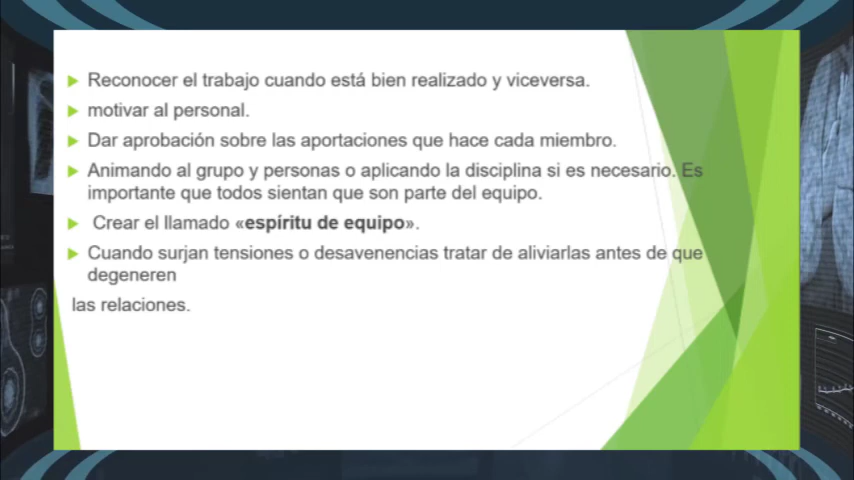 Reconocer el trabajo cuando está bien realizado y viceversa.
motivar al personal.
Dar aprobación sobre las aportaciones que hace cada miembro.
Animando al grupo y personas o aplicando la disciplina si es necesario. Es
importante que todos sientan que son parte del equipo.
Crear el llamado «espíritu de equipo».
Cuando surjan tensiones o desavenencias tratar de aliviarlas antes de que
degeneren
las relaciones.